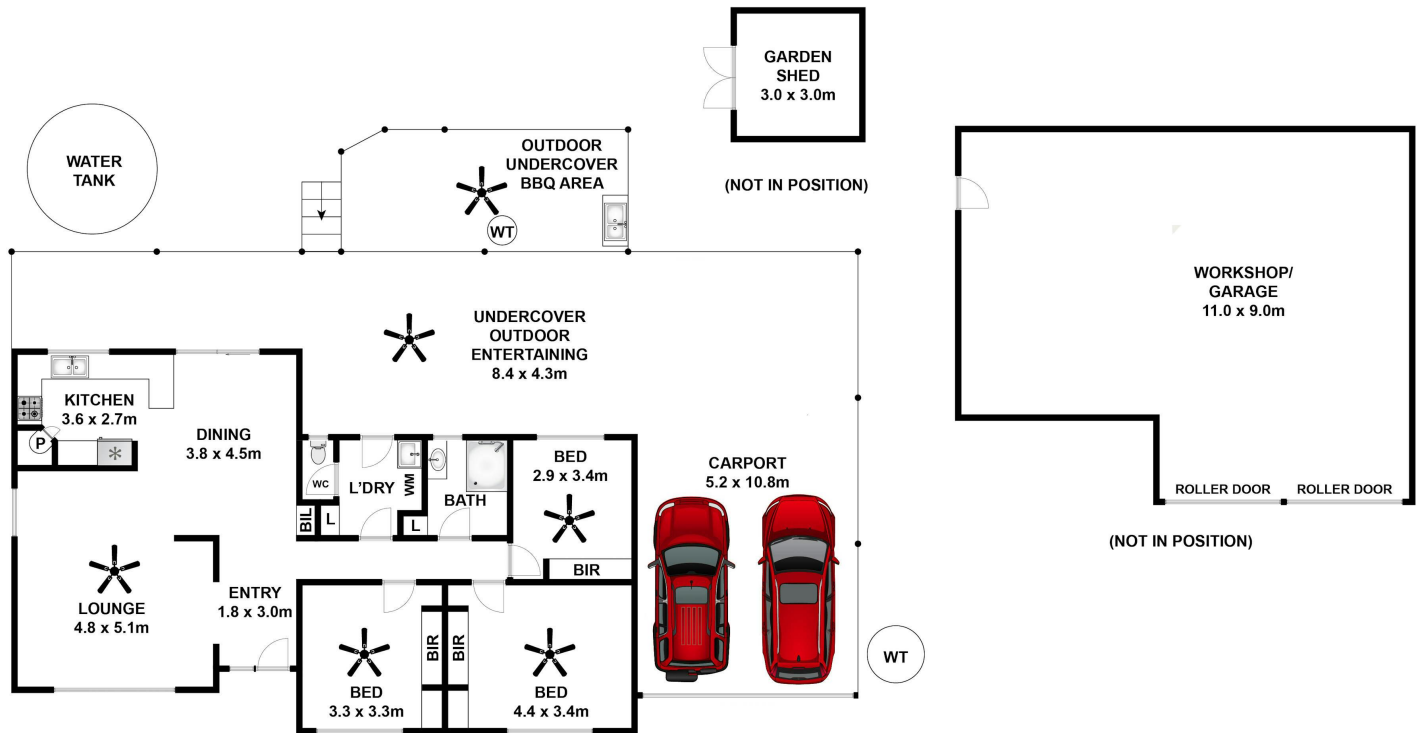 GARDEN
SHED
3.0 x 3.0m
(NOT IN POSITION)
WATER
TANK
OUTDOOR
UNDERCOVER
BBQ AREA
WT
UNDERCOVER
OUTDOOR
ENTERTAINING
8.4 x 4.3m
WORKSHOP/
GARAGE
11.0 x 9.0m
ROLLER DOOR
ROLLER DOOR
(NOT IN POSITION)
KITCHEN
3.6 x 2.7m
P
DINING
3.8 x 4.5m
WC
L'DRY
WM
BATH
BIL
L
L
BED
2.9 x 3.4m
BIR
CARPORT
5.2 x 10.8m
LOUNGE
4.8 x 5.1m
ENTRY
1.8 x 3.0m
BED
3.3 x 3.3m
BIR
BIR
BED
4.4 x 3.4m
WT